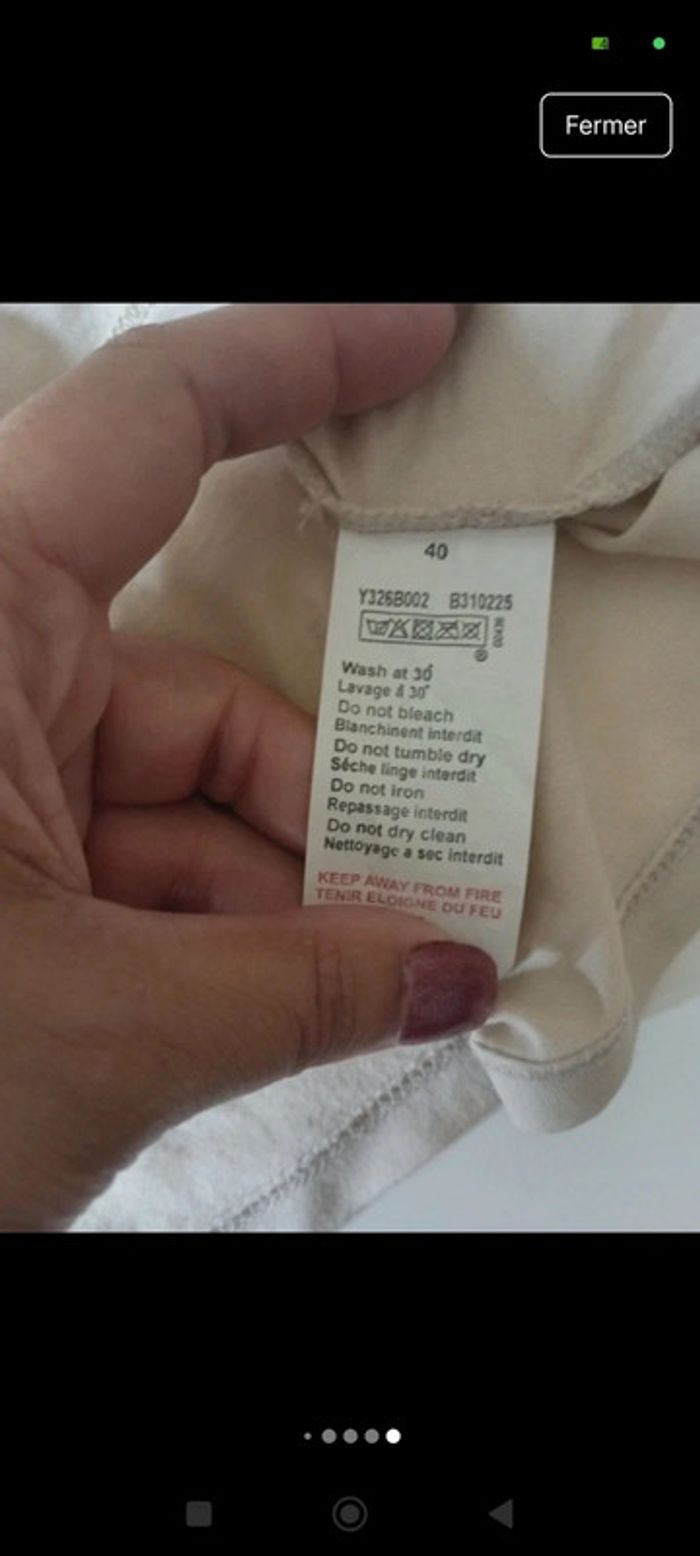 Fermer
40
Y326B002 B310225
00436
Wash at 30°
Lavage á 30°
Do not bleach
Blanchinent interdit
Do not tumble dry
Séche linge interdit
Do not iron
Repassage interdit
Do not dry clean
Nettoyage a sec interdit
KEEP AWAY FROM FIRE
TENIR ELOIGNE DU FEU